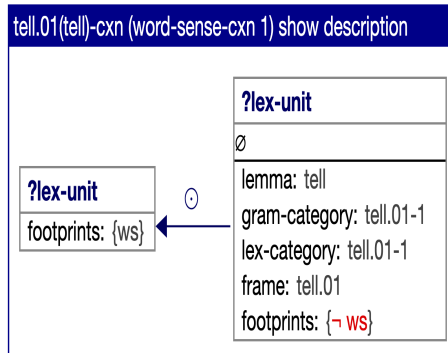 tell.01(tell)-cxn (word-sense-cxn 1) show description
?lex-unit
footprints: {ws}
⊙
?lex-unit
∅
lemma: tell
gram-category: tell.01-1
lex-category: tell.01-1
frame: tell.01
footprints: {¬ ws}